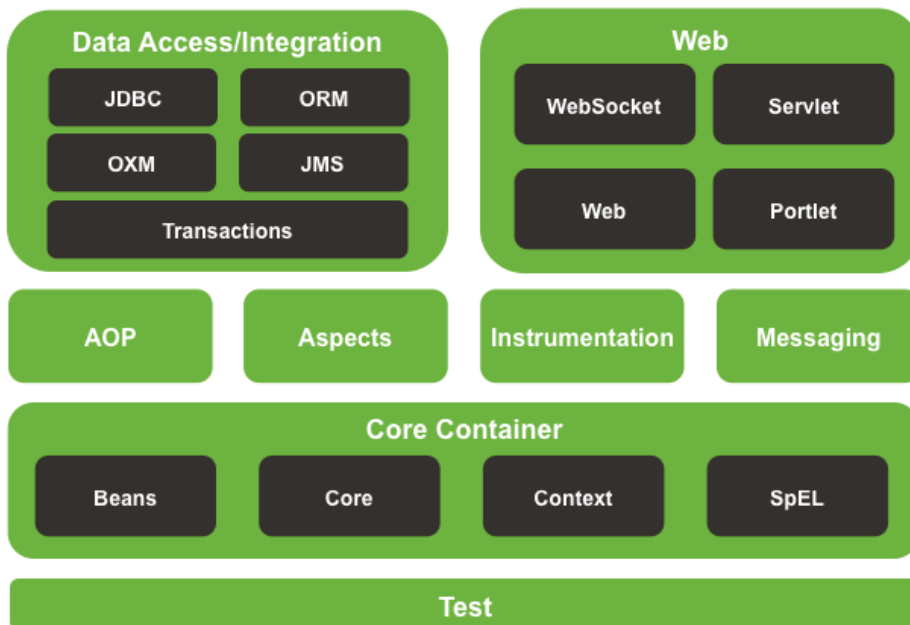 Data Access/Integration
JDBC
ORM
OXM
JMS
Transactions
Web
WebSocket
Servlet
Web
Portlet
AOP
Aspects
Instrumentation
Messaging
Core Container
Beans
Core
Context
SpEL
Test